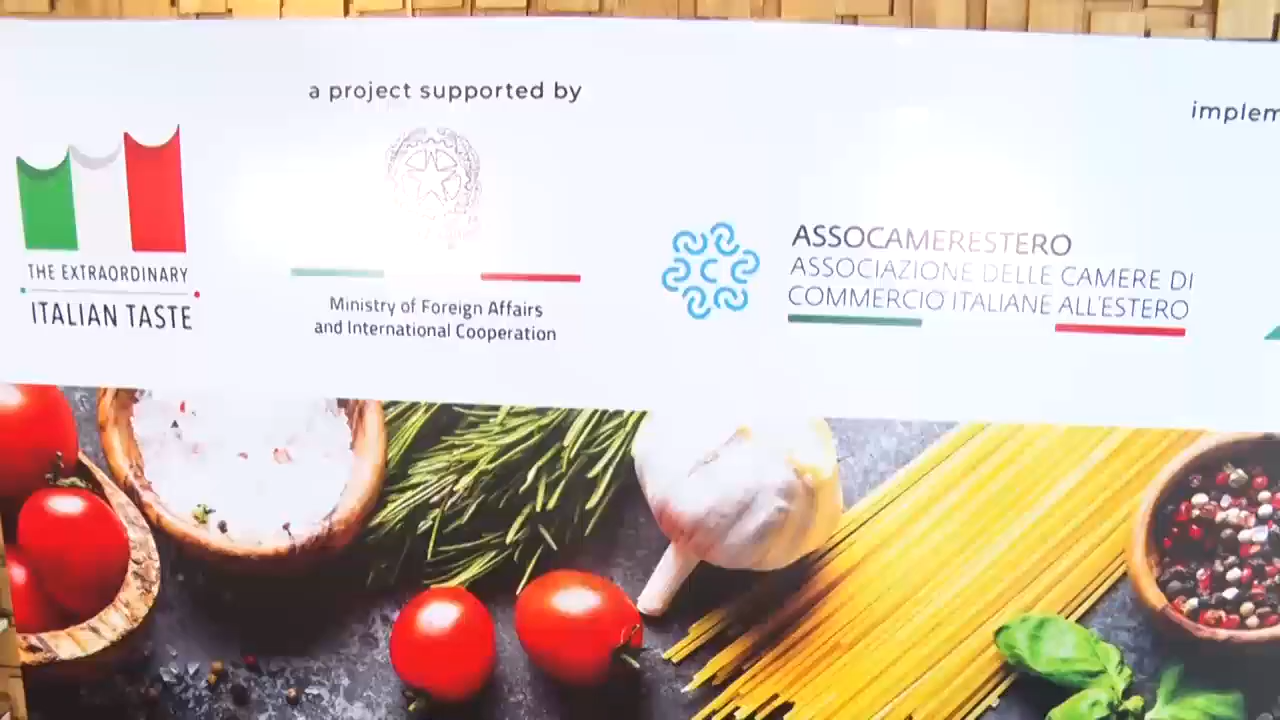 a project supported by
THE EXTRAORDINARY
ITALIAN TASTE
Ministry of Foreign Affairs
and International Cooperation
ASSOCAMERESTERO
ASSOCIAZIONE DELLE CAMERE DI
COMMERCIO ITALIANE ALL'ESTERO